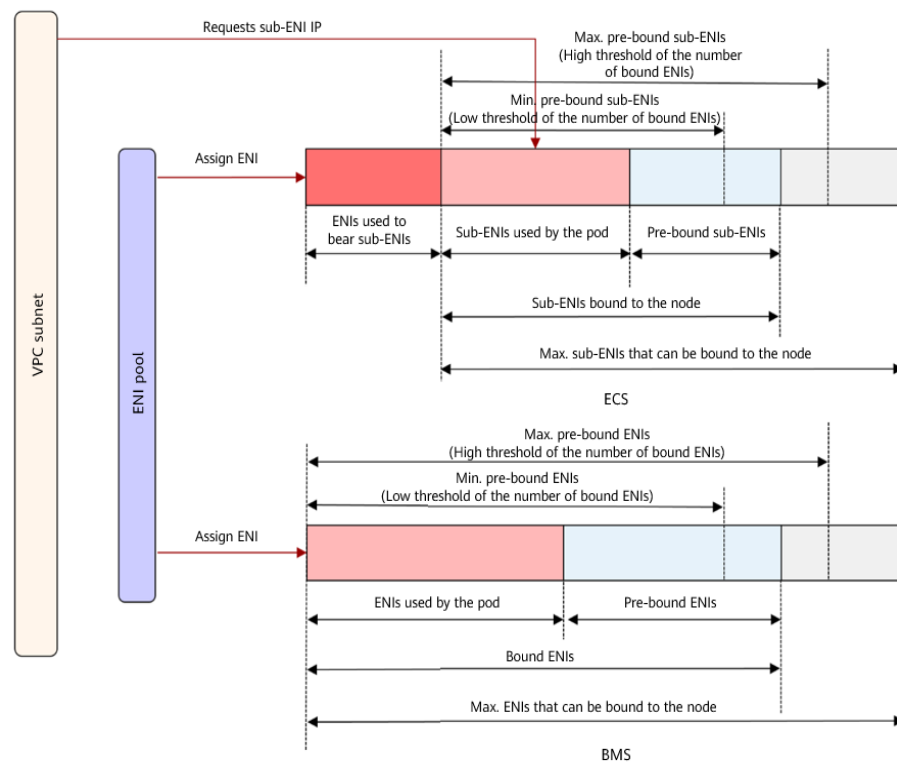 Requests sub-ENI IP
Max. pre-bound sub-ENIs
(High threshold of the number
of bound ENIs)
Min. pre-bound sub-ENIs
(Low threshold of the number of bound ENIs)
Assign ENI
ENIs used to
bear sub-ENIs
Sub-ENIs used by the pod
Pre-bound sub-ENIs
Sub-ENIs bound to the node
Max. sub-ENIs that can be bound to the node
ECS
VPC subnet
ENI pool
Max. pre-bound ENIs
(High threshold of the number of bound ENIs)
Min. pre-bound ENIs
(Low threshold of the number of bound ENIs)
Assign ENI
ENIs used by the pod
Pre-bound ENIs
Bound ENIs
Max. ENIs that can be bound to the node
BMS